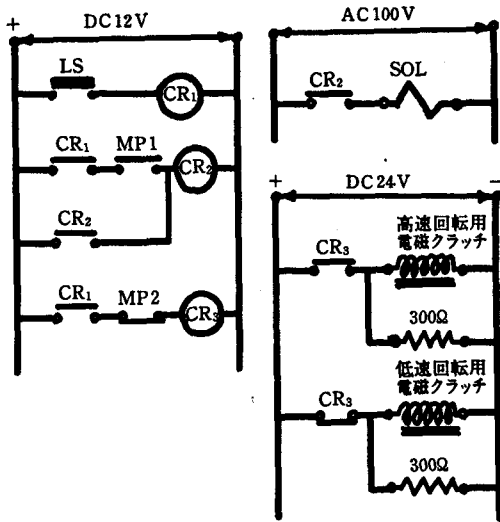 +
DC12V
LS
CR₁
CR₁
MP1
CR₂
CR₂
CR₁
MP2
CR₃
AC100V
CR₂
SOL
+
DC24V
−
CR₃
高速回転用
電磁クラッチ
300Ω
低速回転用
電磁クラッチ
CR₃
300Ω